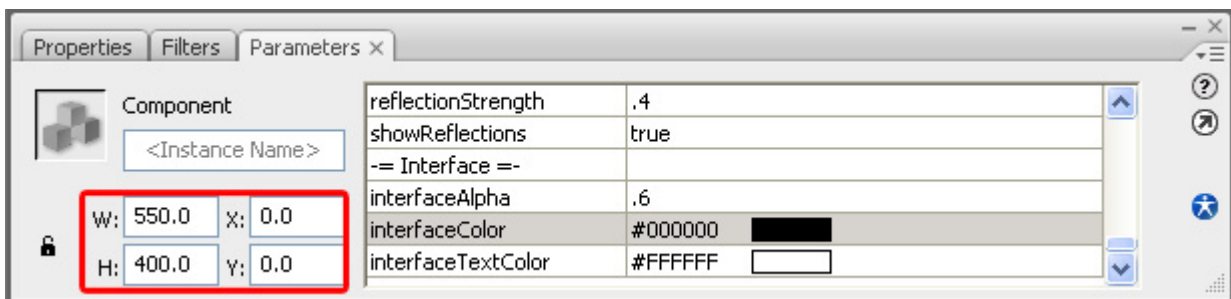 Properties Filters Parameters ×
Component
<Instance Name>
W: 550.0 X: 0.0
H: 400.0 Y: 0.0
reflectionStrength .4
showReflections true
-= Interface =-
interfaceAlpha .6
interfaceColor #000000
interfaceTextColor #FFFFFF